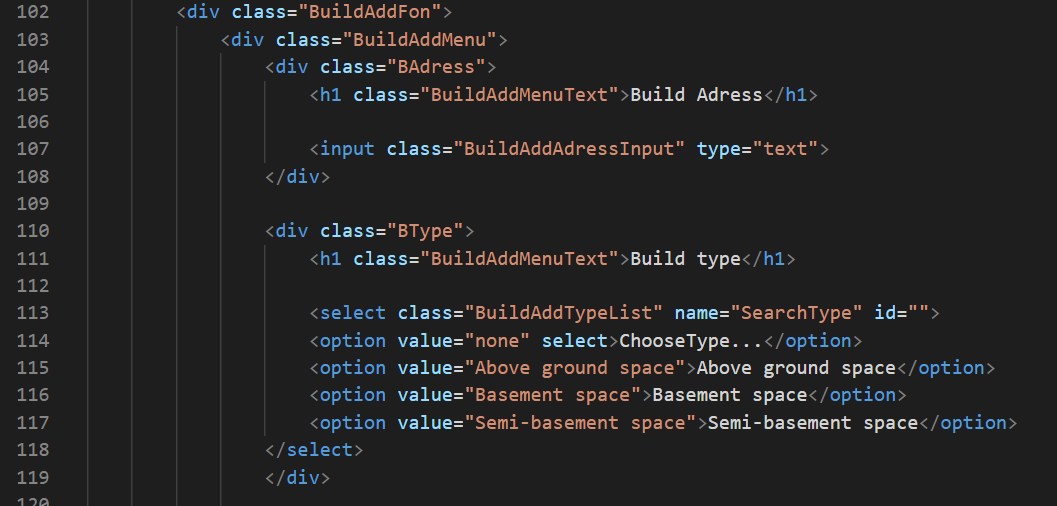 102 <div class="BuildAddFon">
103 <div class="BuildAddMenu">
104 <div class="BAdress">
105 <h1 class="BuildAddMenuText">Build Adress</h1>
106
107 <input class="BuildAddAdressInput" type="text">
108 </div>
109
110 <div class="BType">
111 <h1 class="BuildAddMenuText">Build type</h1>
112
113 <select class="BuildAddTypeList" name="SearchType" id="">
114 <option value="none" select>ChooseType...</option>
115 <option value="Above ground space">Above ground space</option>
116 <option value="Basement space">Basement space</option>
117 <option value="Semi-basement space">Semi-basement space</option>
118 </select>
119 </div>
120